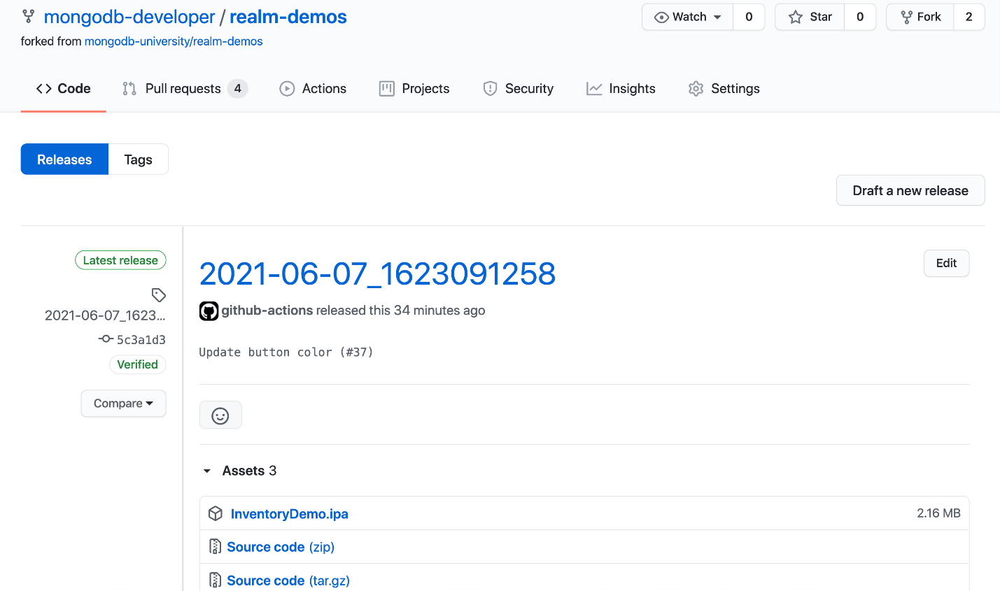 mongodb-developer / realm-demos
Watch 0 Star 0 Fork 2
forked from mongodb-university/realm-demos
Code Pull requests 4 Actions Projects Security Insights Settings
Releases Tags
Draft a new release
Latest release
2021-06-07_1623...
5c3a1d3
Verified
Compare
2021-06-07_1623091258
Edit
github-actions released this 34 minutes ago
Update button color (#37)
Assets 3
InventoryDemo.ipa 2.16 MB
Source code (zip)
Source code (tar.gz)